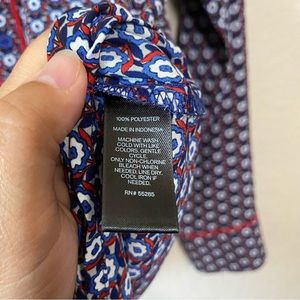 100% POLYESTER
MADE IN INDONESIA
MACHINE WASH
COLD WITH LIKE
COLORS, GENTLE
CYCLE.
ONLY NON-CHLORINE
BLEACH WHEN
NEEDED. LINE DRY.
COOL IRON IF
NEEDED.
RN# 55285